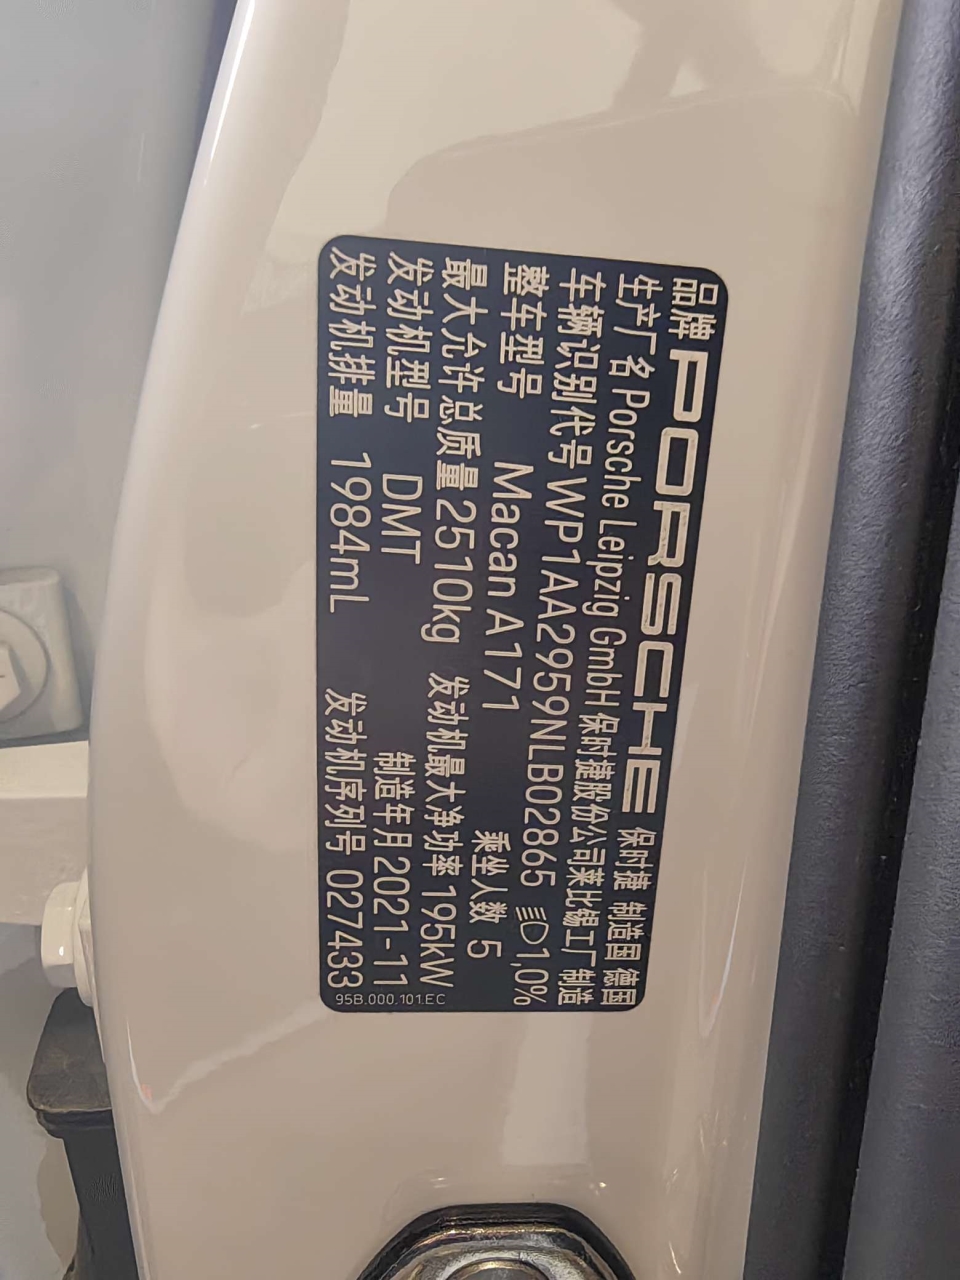 品牌 PORSCHE 保时捷 制造国 德国
生产厂名 Porsche Leipzig GmbH 保时捷股份公司莱比锡工厂 制造
车辆识别代号 WP1AA2959NLB02865 1,0%
整车型号 Macan A171 乘坐人数 5
最大允许总质量 2510kg 发动机最大净功率 195kW
发动机型号 DMT 制造年月 2021-11
发动机排量 1984mL 发动机序列号 027433
95B.000.101.EC